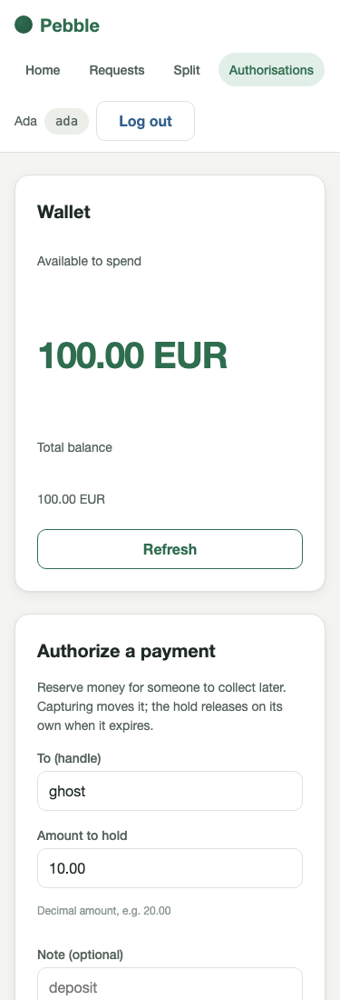 Pebble
Home Requests Split Authorisations
Ada ada Log out
Wallet
Available to spend
100.00 EUR
Total balance
100.00 EUR
Refresh
Authorize a payment
Reserve money for someone to collect later.
Capturing moves it; the hold releases on its
own when it expires.
To (handle)
ghost
Amount to hold
10.00
Decimal amount, e.g. 20.00
Note (optional)
deposit